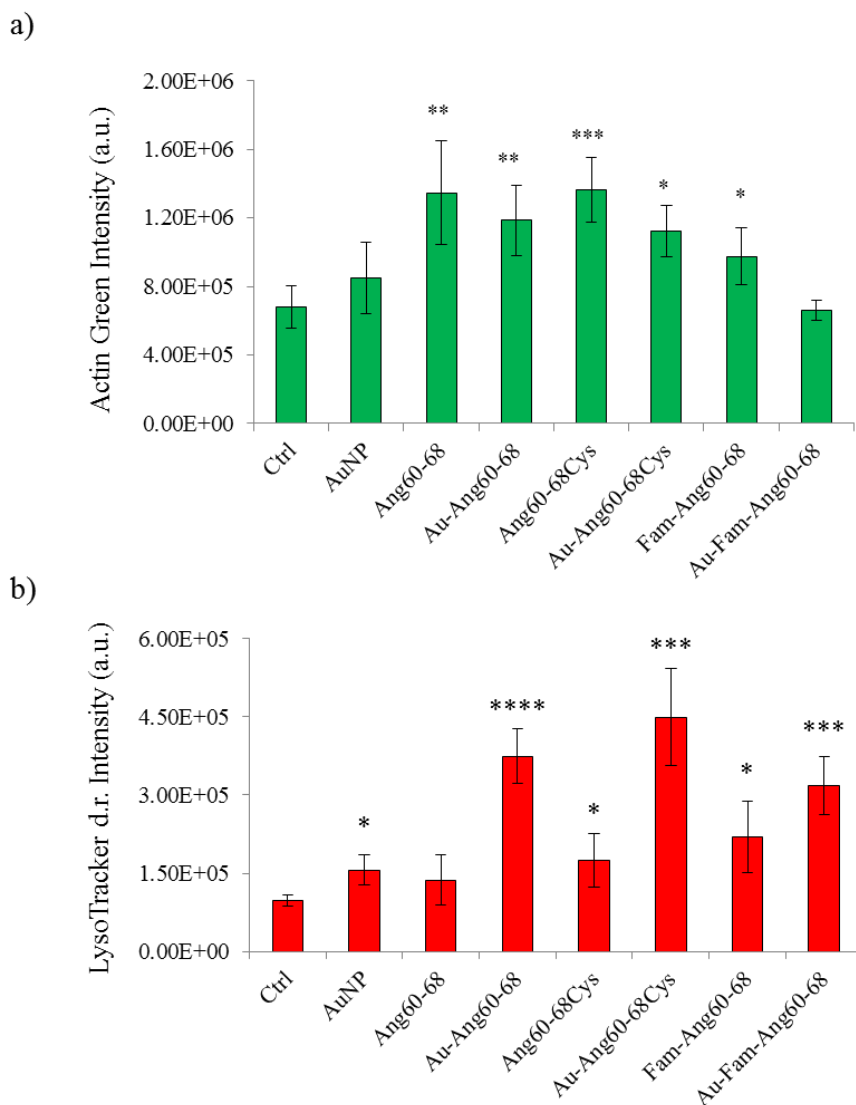 a)
Actin Green Intensity (a.u.)
2.00E+06
1.60E+06
1.20E+06
8.00E+05
4.00E+05
0.00E+00
**
**
***
*
*
Ctrl
AuNP
Ang60-68
Au-Ang60-68
Ang60-68Cys
Au-Ang60-68Cys
Fam-Ang60-68
Au-Fam-Ang60-68
b)
LysoTracker d.r. Intensity (a.u.)
6.00E+05
4.50E+05
3.00E+05
1.50E+05
0.00E+00
*
****
*
***
*
***
Ctrl
AuNP
Ang60-68
Au-Ang60-68
Ang60-68Cys
Au-Ang60-68Cys
Fam-Ang60-68
Au-Fam-Ang60-68